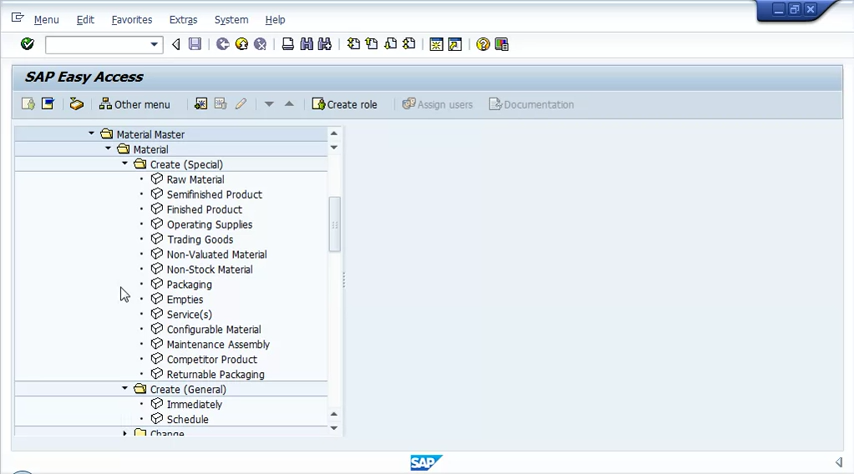 Menu Edit Favorites Extras System Help
SAP Easy Access
Other menu Create role Assign users Documentation
Material Master
Material
Create (Special)
Raw Material
Semifinished Product
Finished Product
Operating Supplies
Trading Goods
Non-Valuated Material
Non-Stock Material
Packaging
Empties
Service(s)
Configurable Material
Maintenance Assembly
Competitor Product
Returnable Packaging
Create (General)
Immediately
Schedule
Change
SAP